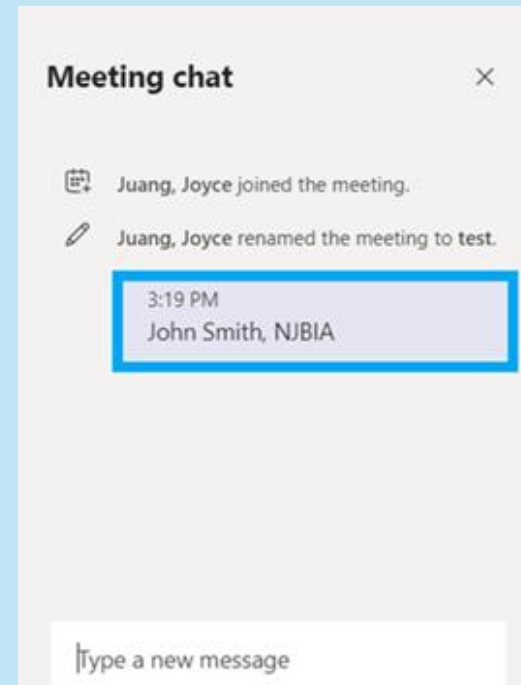 Meeting chat
Juang, Joyce joined the meeting.
Juang, Joyce renamed the meeting to test.
3:19 PM
John Smith, NJBIA
Type a new message